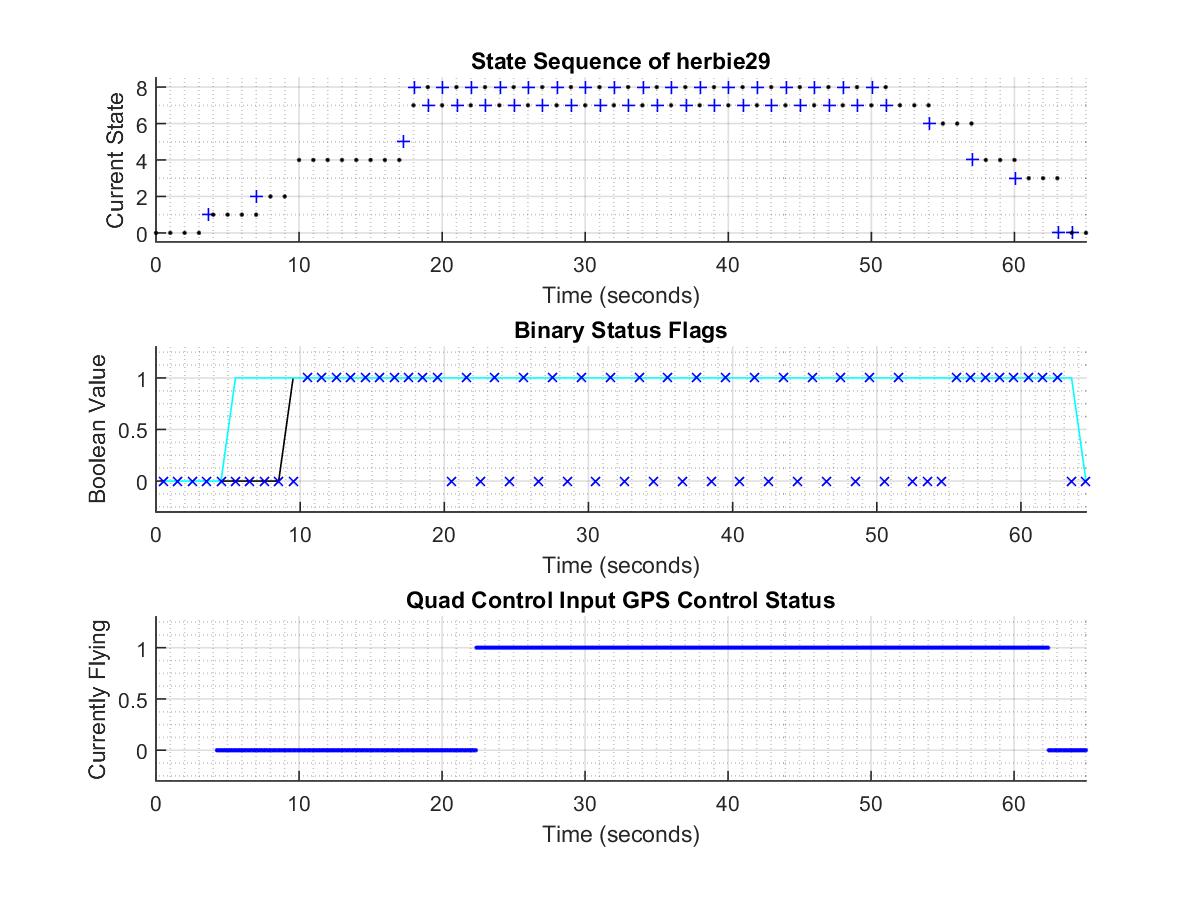 State Sequence of herbie29
Current State
8
6
4
2
0
0 10 20 30 40 50 60
Time (seconds)
Binary Status Flags
Boolean Value
1
0.5
0
0 10 20 30 40 50 60
Time (seconds)
Quad Control Input GPS Control Status
Currently Flying
1
0.5
0
0 10 20 30 40 50 60
Time (seconds)